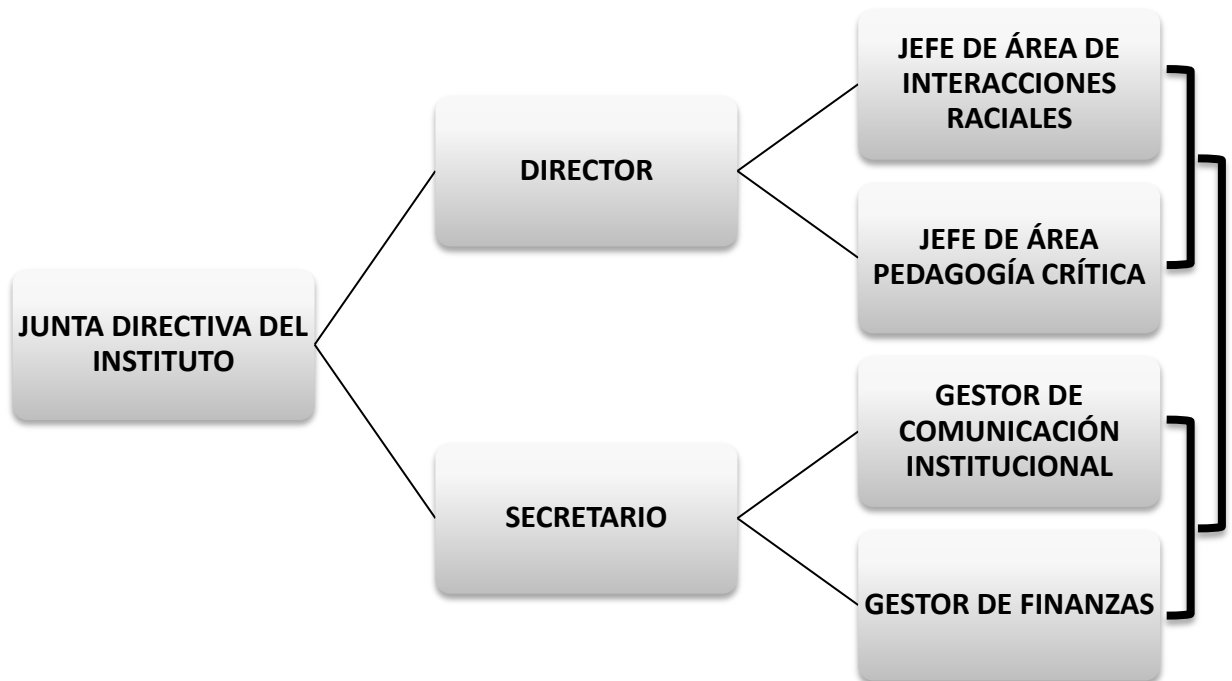 JUNTA DIRECTIVA DEL
INSTITUTO
DIRECTOR
SECRETARIO
JEFE DE ÁREA DE
INTERACCIONES
RACIALES
JEFE DE ÁREA
PEDAGOGÍA CRÍTICA
GESTOR DE
COMUNICACIÓN
INSTITUCIONAL
GESTOR DE FINANZAS